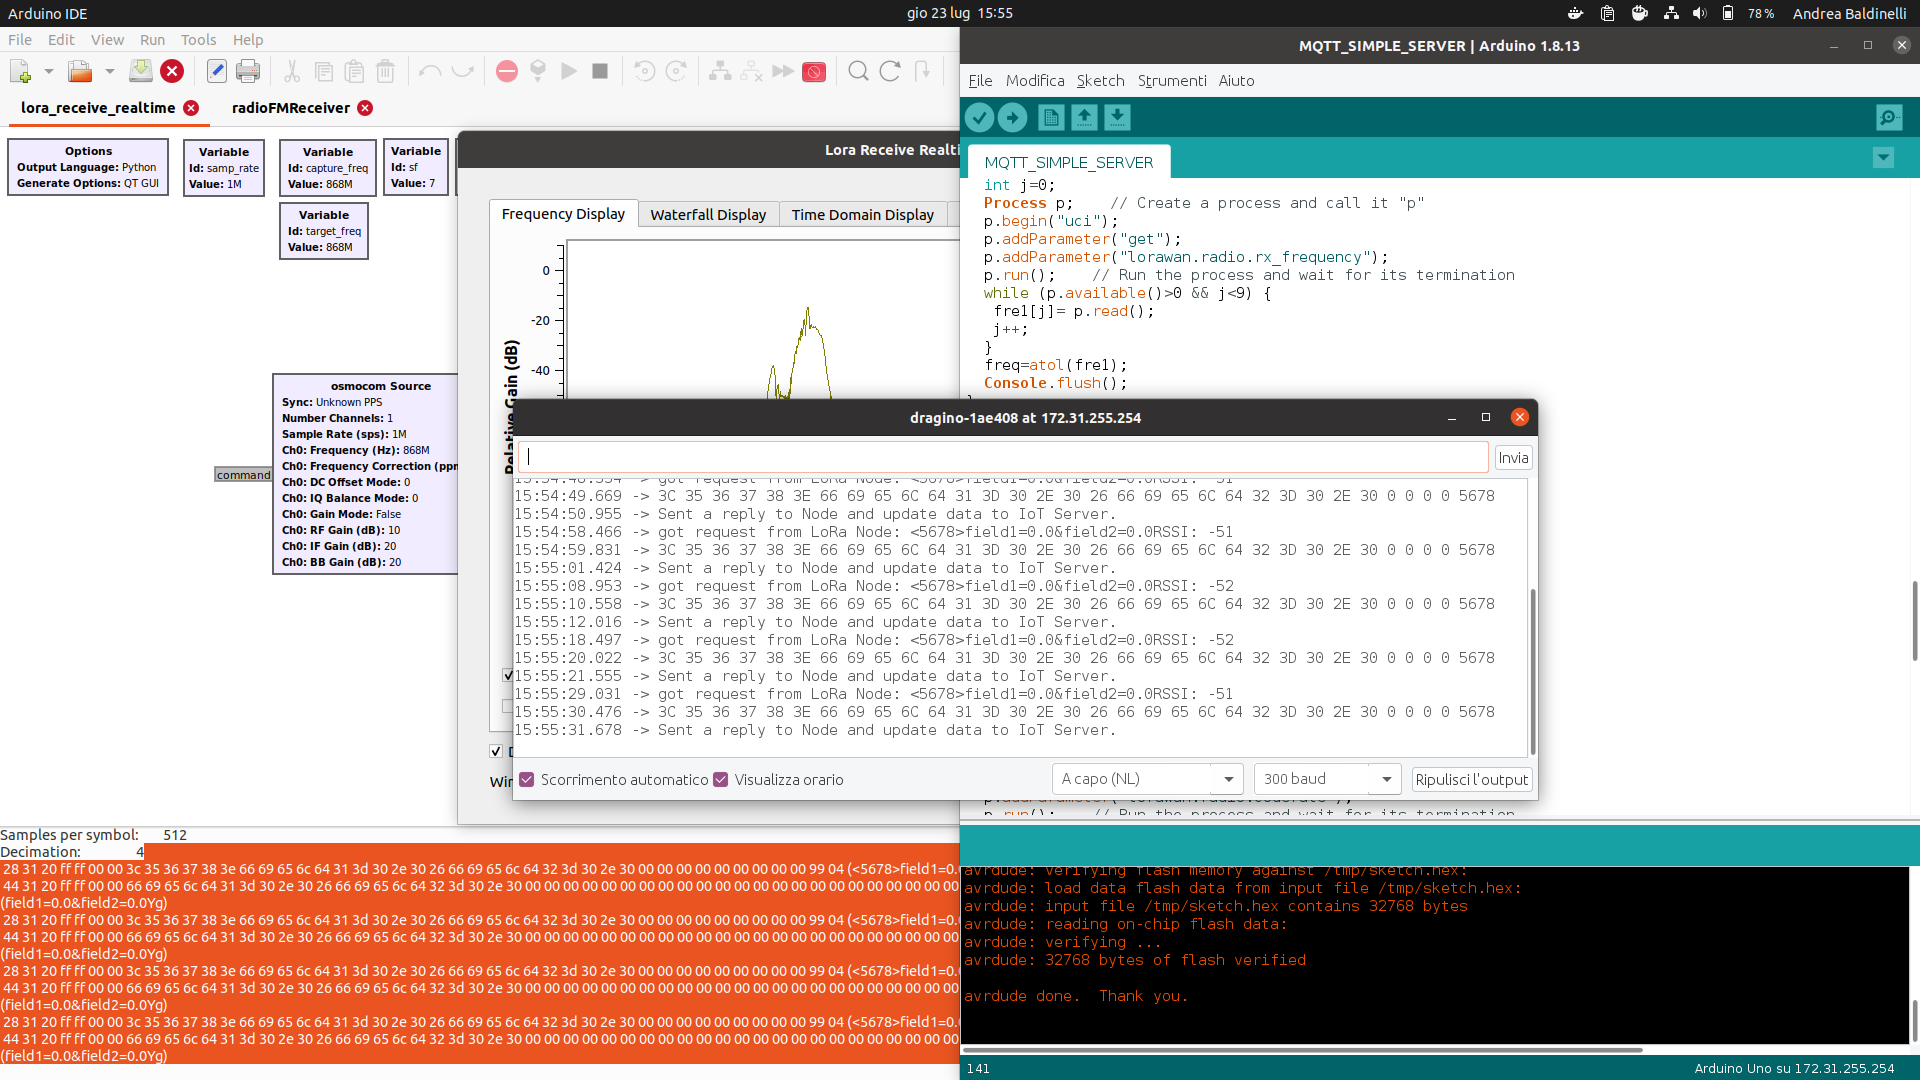 Arduino IDE
gio 23 lug  15:55
78 %
Andrea Baldinelli
File Edit View Run Tools Help
lora_receive_realtime
radioFMReceiver
Options
Output Language: Python
Generate Options: QT GUI
Variable
Id: samp_rate
Value: 1M
Variable
Id: capture_freq
Value: 868M
Variable
Id: sf
Value: 7
Variable
Id: target_freq
Value: 868M
osmocom Source
Sync: Unknown PPS
Number Channels: 1
Sample Rate (sps): 1M
Ch0: Frequency (Hz): 868M
Ch0: Frequency Correction (ppm
Ch0: DC Offset Mode: 0
Ch0: IQ Balance Mode: 0
Ch0: Gain Mode: False
Ch0: RF Gain (dB): 10
Ch0: IF Gain (dB): 20
Ch0: BB Gain (dB): 20
command
Lora Receive Realti
Frequency Display
Waterfall Display
Time Domain Display
0
-20
-40
Relative Gain (dB)
Win
MQTT_SIMPLE_SERVER | Arduino 1.8.13
File Modifica Sketch Strumenti Aiuto
MQTT_SIMPLE_SERVER
int j=0;
Process p;    // Create a process and call it "p"
p.begin("uci");
p.addParameter("get");
p.addParameter("lorawan.radio.rx_frequency");
p.run();    // Run the process and wait for its termination
while (p.available()>0 && j<9) {
fre1[j]= p.read();
j++;
}
freq=atol(fre1);
Console.flush();
dragino-1ae408 at 172.31.255.254
Invia
15:54:48.554 -> got request from LoRa Node: <5678>field1=0.0&field2=0.0RSSI: -51
15:54:49.669 -> 3C 35 36 37 38 3E 66 69 65 6C 64 31 3D 30 2E 30 26 66 69 65 6C 64 32 3D 30 2E 30 0 0 0 0 5678
15:54:50.955 -> Sent a reply to Node and update data to IoT Server.
15:54:58.466 -> got request from LoRa Node: <5678>field1=0.0&field2=0.0RSSI: -51
15:54:59.831 -> 3C 35 36 37 38 3E 66 69 65 6C 64 31 3D 30 2E 30 26 66 69 65 6C 64 32 3D 30 2E 30 0 0 0 0 5678
15:55:01.424 -> Sent a reply to Node and update data to IoT Server.
15:55:08.953 -> got request from LoRa Node: <5678>field1=0.0&field2=0.0RSSI: -52
15:55:10.558 -> 3C 35 36 37 38 3E 66 69 65 6C 64 31 3D 30 2E 30 26 66 69 65 6C 64 32 3D 30 2E 30 0 0 0 0 5678
15:55:12.016 -> Sent a reply to Node and update data to IoT Server.
15:55:18.497 -> got request from LoRa Node: <5678>field1=0.0&field2=0.0RSSI: -52
15:55:20.022 -> 3C 35 36 37 38 3E 66 69 65 6C 64 31 3D 30 2E 30 26 66 69 65 6C 64 32 3D 30 2E 30 0 0 0 0 5678
15:55:21.555 -> Sent a reply to Node and update data to IoT Server.
15:55:29.031 -> got request from LoRa Node: <5678>field1=0.0&field2=0.0RSSI: -51
15:55:30.476 -> 3C 35 36 37 38 3E 66 69 65 6C 64 31 3D 30 2E 30 26 66 69 65 6C 64 32 3D 30 2E 30 0 0 0 0 5678
15:55:31.678 -> Sent a reply to Node and update data to IoT Server.
Scorrimento automatico
Visualizza orario
A capo (NL)
300 baud
Ripulisci l'output
p.run();    // Run the process and wait for its termination
Samples per symbol:      512
Decimation:              4
28 31 20 ff ff 00 00 3c 35 36 37 38 3e 66 69 65 6c 64 31 3d 30 2e 30 26 66 69 65 6c 64 32 3d 30 2e 30 00 00 00 00 00 00 00 00 00 99 04 (<5678>field1=0.
44 31 20 ff ff 00 00 66 69 65 6c 64 31 3d 30 2e 30 26 66 69 65 6c 64 32 3d 30 2e 30 00 00 00 00 00 00 00 00 00 00 00 00 00 00 00 00 00 00
(field1=0.0&field2=0.0Yg)
28 31 20 ff ff 00 00 3c 35 36 37 38 3e 66 69 65 6c 64 31 3d 30 2e 30 26 66 69 65 6c 64 32 3d 30 2e 30 00 00 00 00 00 00 00 00 00 99 04 (<5678>field1=0.
44 31 20 ff ff 00 00 66 69 65 6c 64 31 3d 30 2e 30 26 66 69 65 6c 64 32 3d 30 2e 30 00 00 00 00 00 00 00 00 00 00 00 00 00 00 00 00 00 00
(field1=0.0&field2=0.0Yg)
28 31 20 ff ff 00 00 3c 35 36 37 38 3e 66 69 65 6c 64 31 3d 30 2e 30 26 66 69 65 6c 64 32 3d 30 2e 30 00 00 00 00 00 00 00 00 00 99 04 (<5678>field1=0.
44 31 20 ff ff 00 00 66 69 65 6c 64 31 3d 30 2e 30 26 66 69 65 6c 64 32 3d 30 2e 30 00 00 00 00 00 00 00 00 00 00 00 00 00 00 00 00 00 00
(field1=0.0&field2=0.0Yg)
28 31 20 ff ff 00 00 3c 35 36 37 38 3e 66 69 65 6c 64 31 3d 30 2e 30 26 66 69 65 6c 64 32 3d 30 2e 30 00 00 00 00 00 00 00 00 00 99 04 (<5678>field1=0.
44 31 20 ff ff 00 00 66 69 65 6c 64 31 3d 30 2e 30 26 66 69 65 6c 64 32 3d 30 2e 30 00 00 00 00 00 00 00 00 00 00 00 00 00 00 00 00 00 00
(field1=0.0&field2=0.0Yg)
avrdude: verifying flash memory against /tmp/sketch.hex:
avrdude: load data flash data from input file /tmp/sketch.hex:
avrdude: input file /tmp/sketch.hex contains 32768 bytes
avrdude: reading on-chip flash data:
avrdude: verifying ...
avrdude: 32768 bytes of flash verified
avrdude done.  Thank you.
141
Arduino Uno su 172.31.255.254